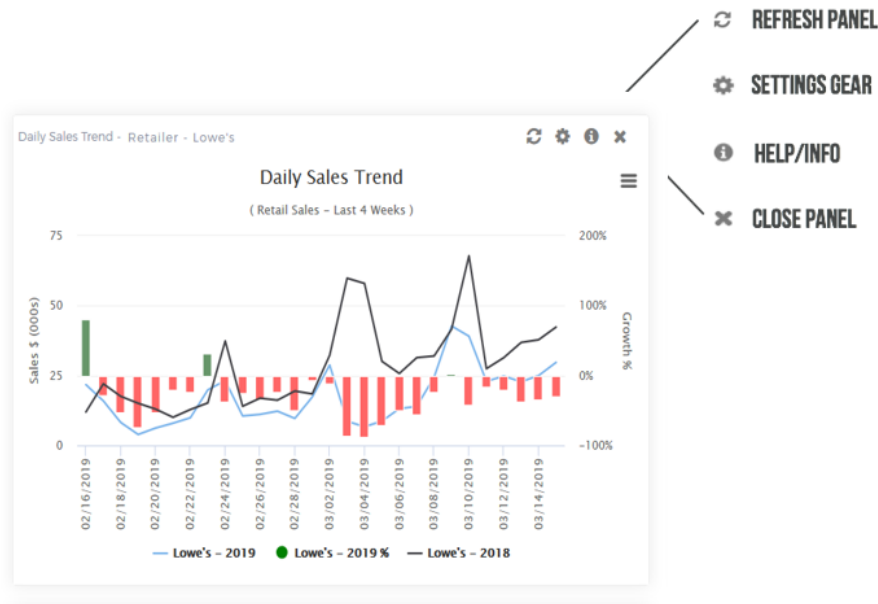 REFRESH PANEL
SETTINGS GEAR
HELP/INFO
CLOSE PANEL
Daily Sales Trend - Retailer - Lowe's
Daily Sales Trend
( Retail Sales – Last 4 Weeks )
75
50
25
0
Sales $ (000s)
200%
100%
0%
-100%
Growth %
02/16/2019
02/18/2019
02/20/2019
02/22/2019
02/24/2019
02/26/2019
02/28/2019
03/02/2019
03/04/2019
03/06/2019
03/08/2019
03/10/2019
03/12/2019
03/14/2019
Lowe's – 2019 Lowe's – 2019 % Lowe's – 2018